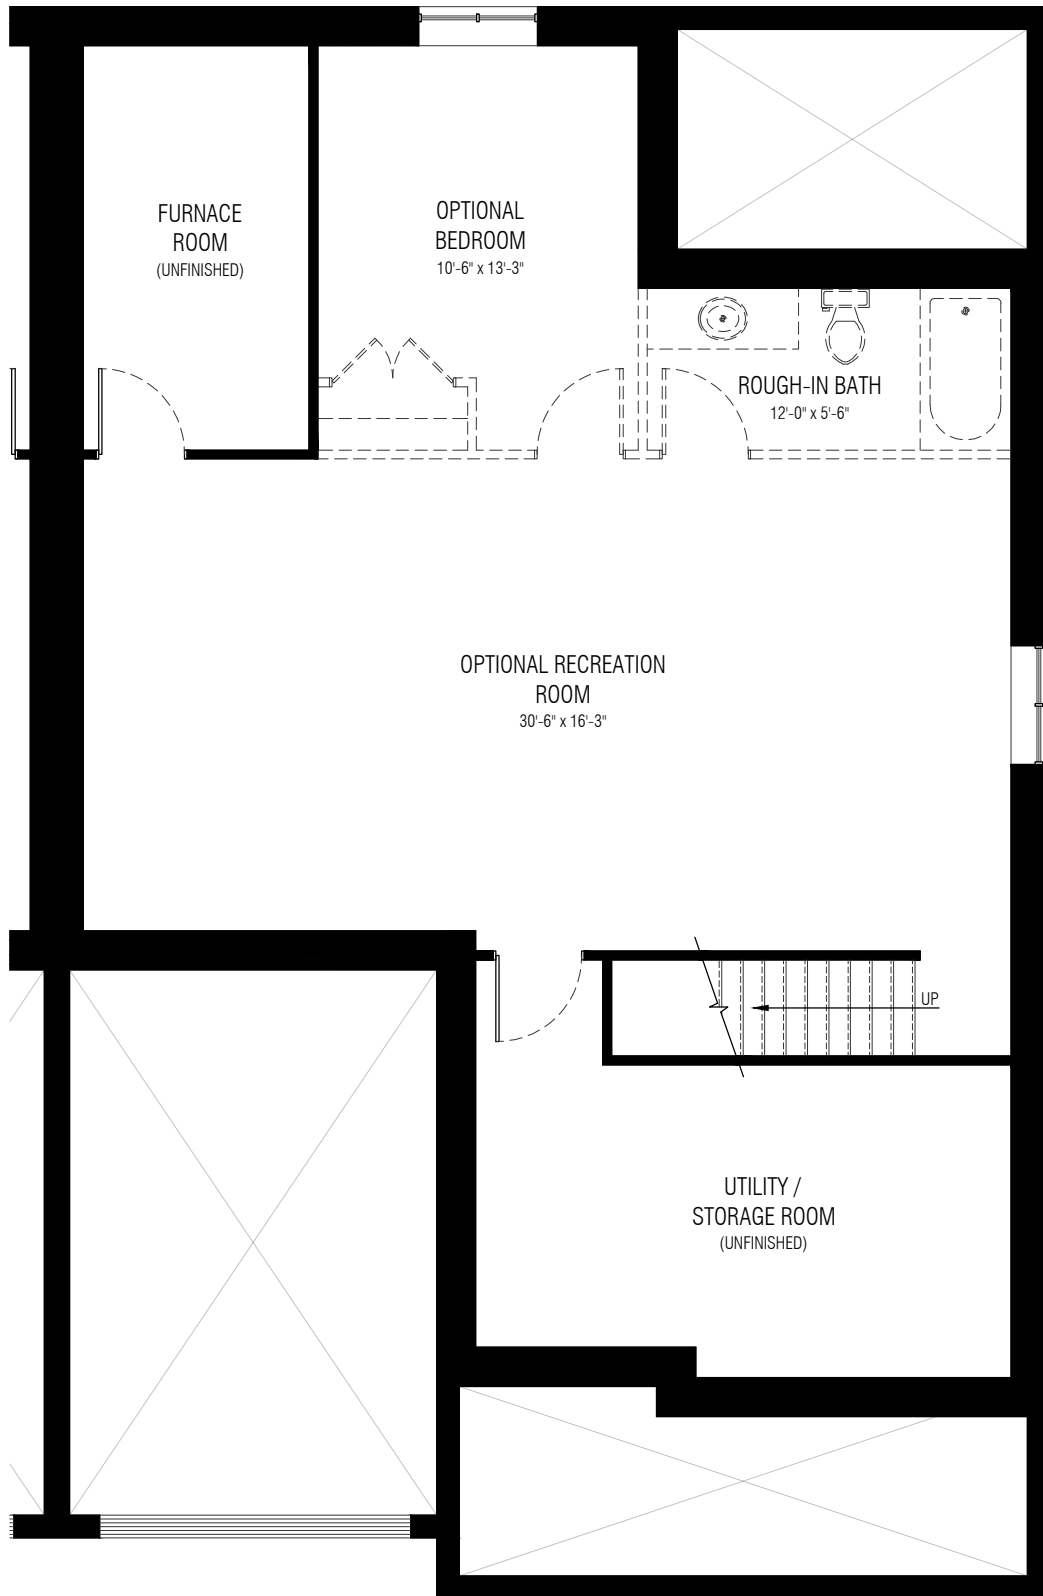 FURNACE
ROOM
(UNFINISHED)
OPTIONAL
BEDROOM
10'-6" x 13'-3"
ROUGH-IN BATH
12'-0" x 5'-6"
OPTIONAL RECREATION
ROOM
30'-6" x 16'-3"
UP
UTILITY /
STORAGE ROOM
(UNFINISHED)